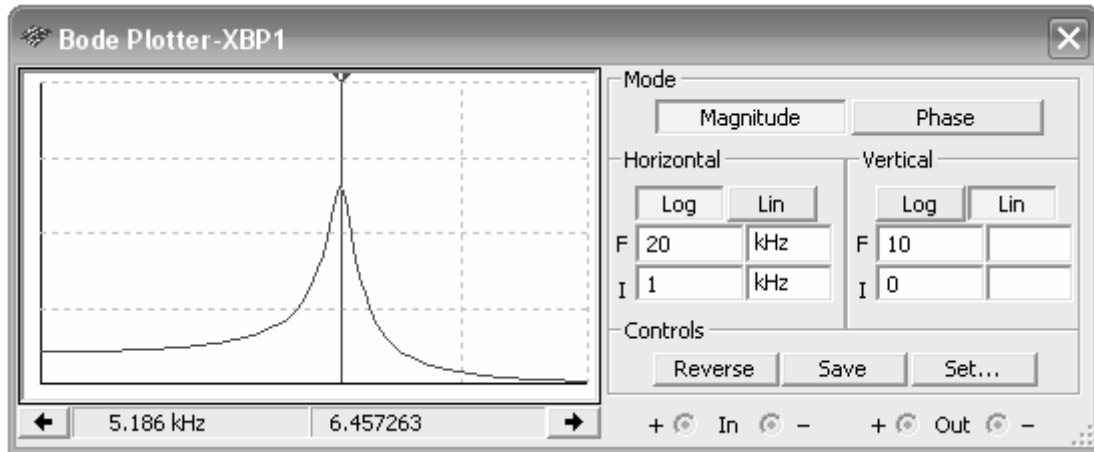 Bode Plotter-XBP1
Mode
Magnitude Phase
Horizontal Vertical
Log Lin Log Lin
F 20 kHz F 10
I 1 kHz I 0
Controls
Reverse Save Set...
5.186 kHz 6.457263 + In - + Out -